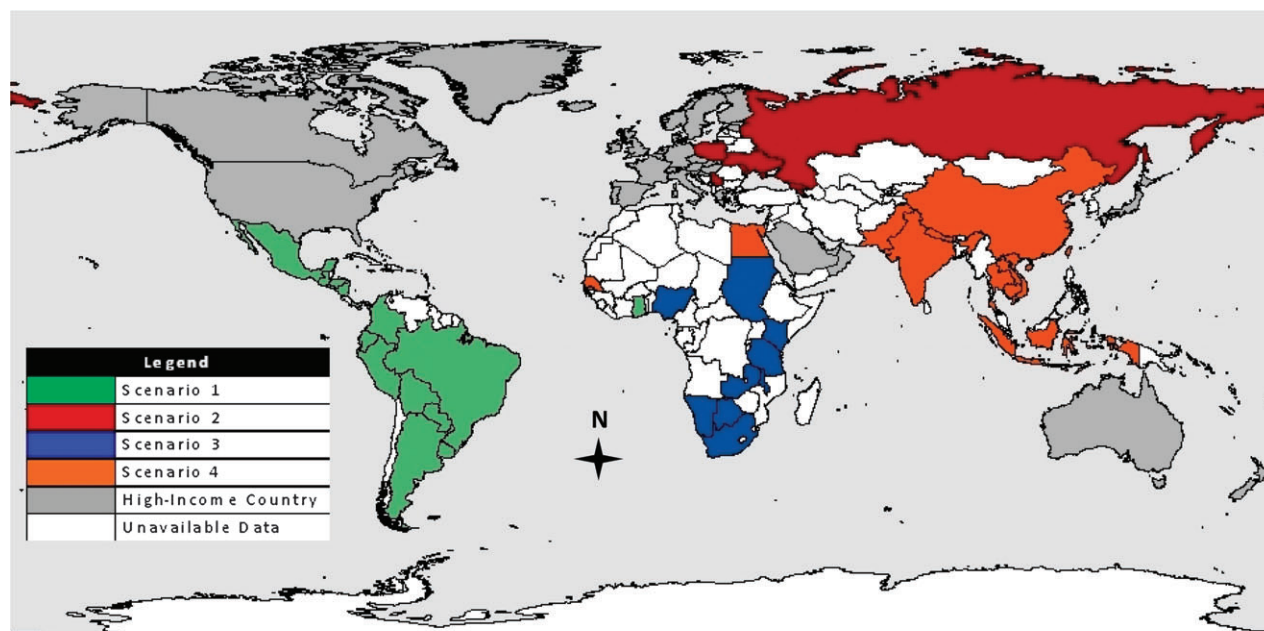 Legend
Scenario 1
Scenario 2
Scenario 3
Scenario 4
High-Income Country
Unavailable Data
N